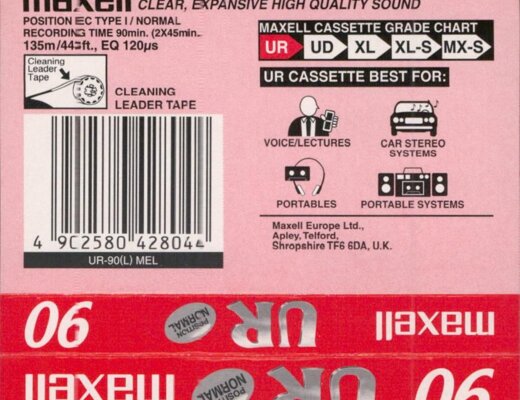 maxell CLEAR, EXPANSIVE HIGH QUALITY SOUND
POSITION IEC TYPE I / NORMAL
RECORDING TIME 90min. (2X45min.
135m/443ft., EQ 120µs
MAXELL CASSETTE GRADE CHART
UR UD XL XL-S MX-S
Cleaning
Leader
Tape
CLEANING
LEADER TAPE
UR CASSETTE BEST FOR:
VOICE/LECTURES
CAR STEREO
SYSTEMS
PORTABLES
PORTABLE SYSTEMS
4 902580 42804
UR-90(L) MEL
Maxell Europe Ltd.,
Apley, Telford,
Shropshire TF6 6DA, U.K.
maxell UR POSITION NORMAL 90
maxell POSITION NORMAL UR 90